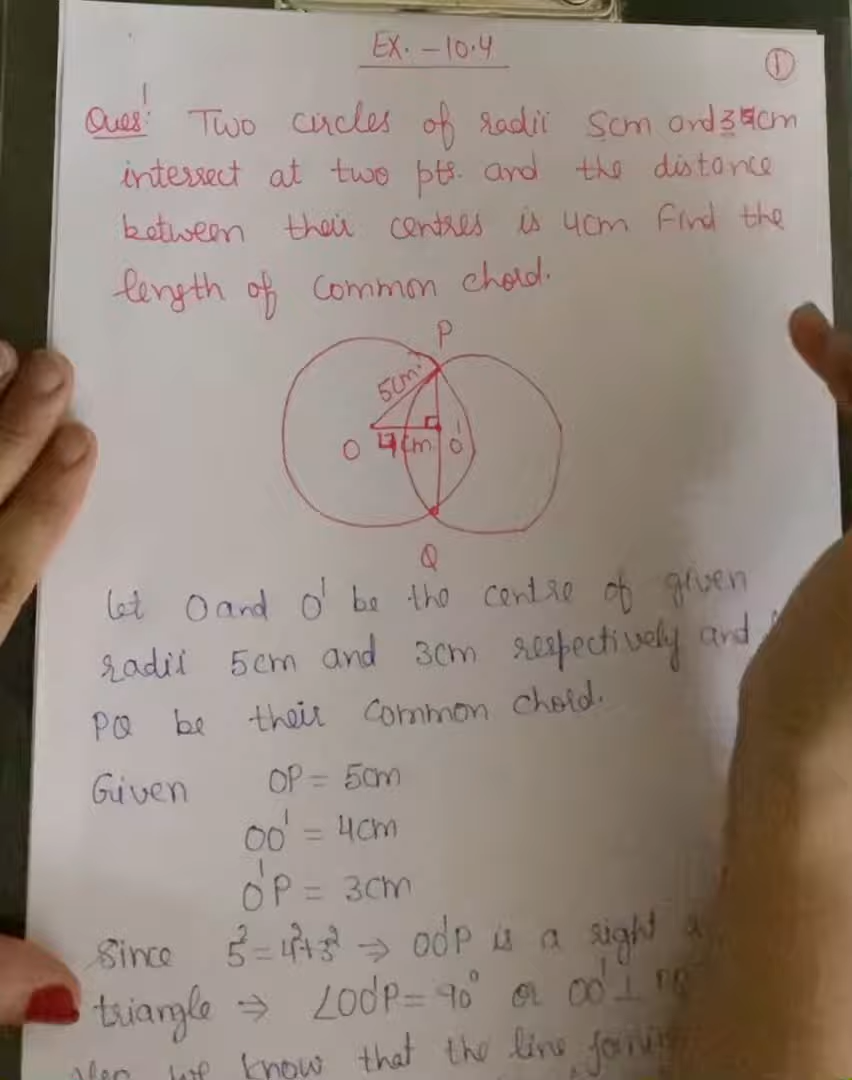 EX. - 10.4
①
Ques 1: Two circles of radii 5cm and 3cm
intersect at two pts. and the distance
between their centres is 4cm Find the
length of common chord.
P
5cm
O 4cm O'
Q
Let O and O' be the centre of given
radii 5cm and 3cm respectively and
PQ be their common chord.
Given OP = 5cm
OO' = 4cm
O'P = 3cm
Since 5² = 4²+3² ⇒ OO'P is a right
triangle ⇒ ∠OO'P = 90° or OO' ⊥
we know that the line